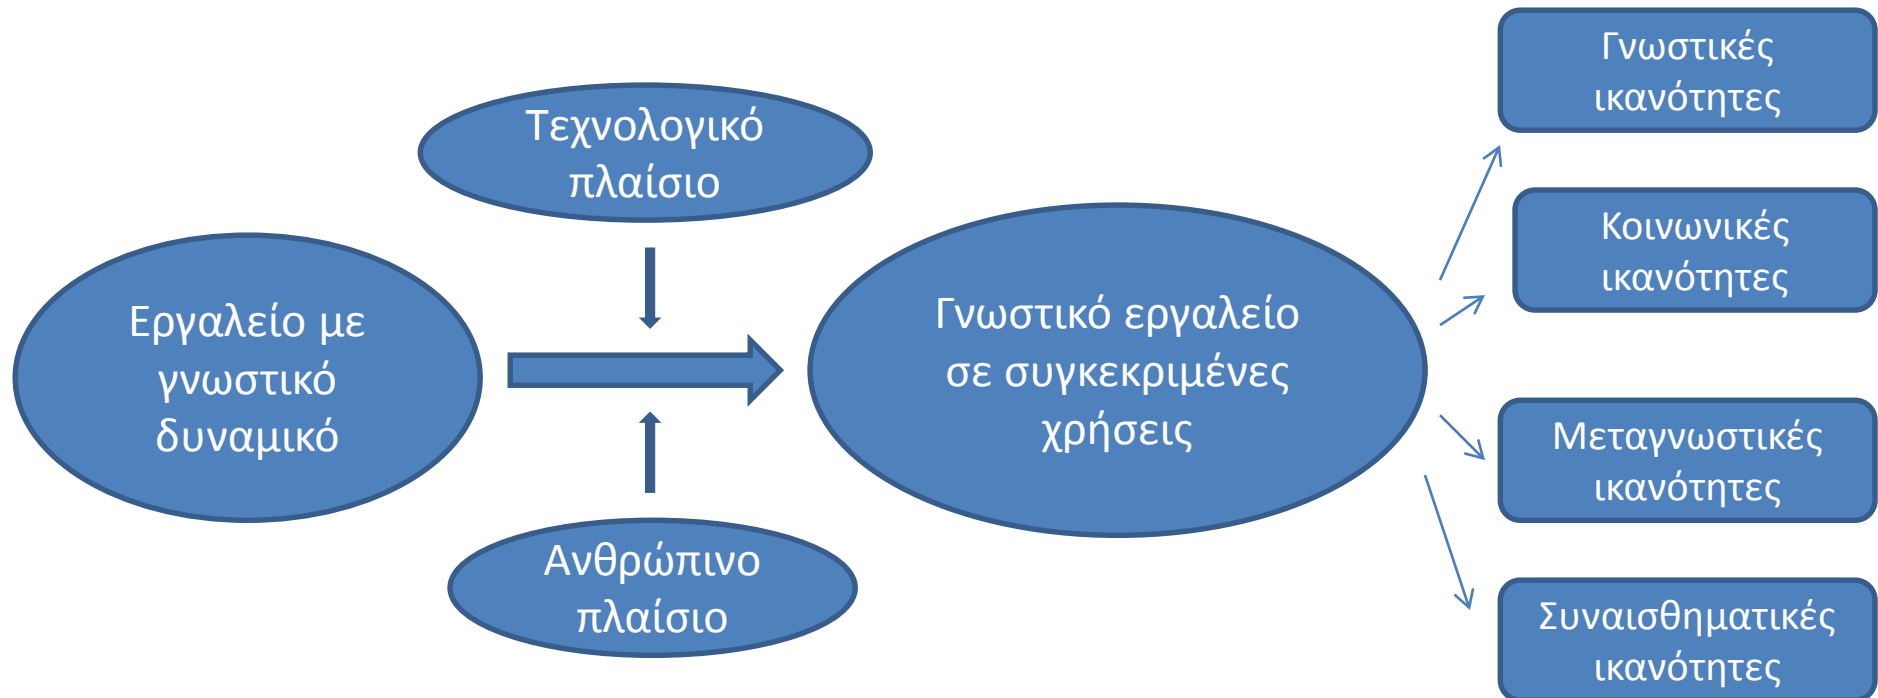 Εργαλείο με
γνωστικό
δυναμικό
Τεχνολογικό
πλαίσιο
Ανθρώπινο
πλαίσιο
Γνωστικό εργαλείο
σε συγκεκριμένες
χρήσεις
Γνωστικές
ικανότητες
Κοινωνικές
ικανότητες
Μεταγνωστικές
ικανότητες
Συναισθηματικές
ικανότητες